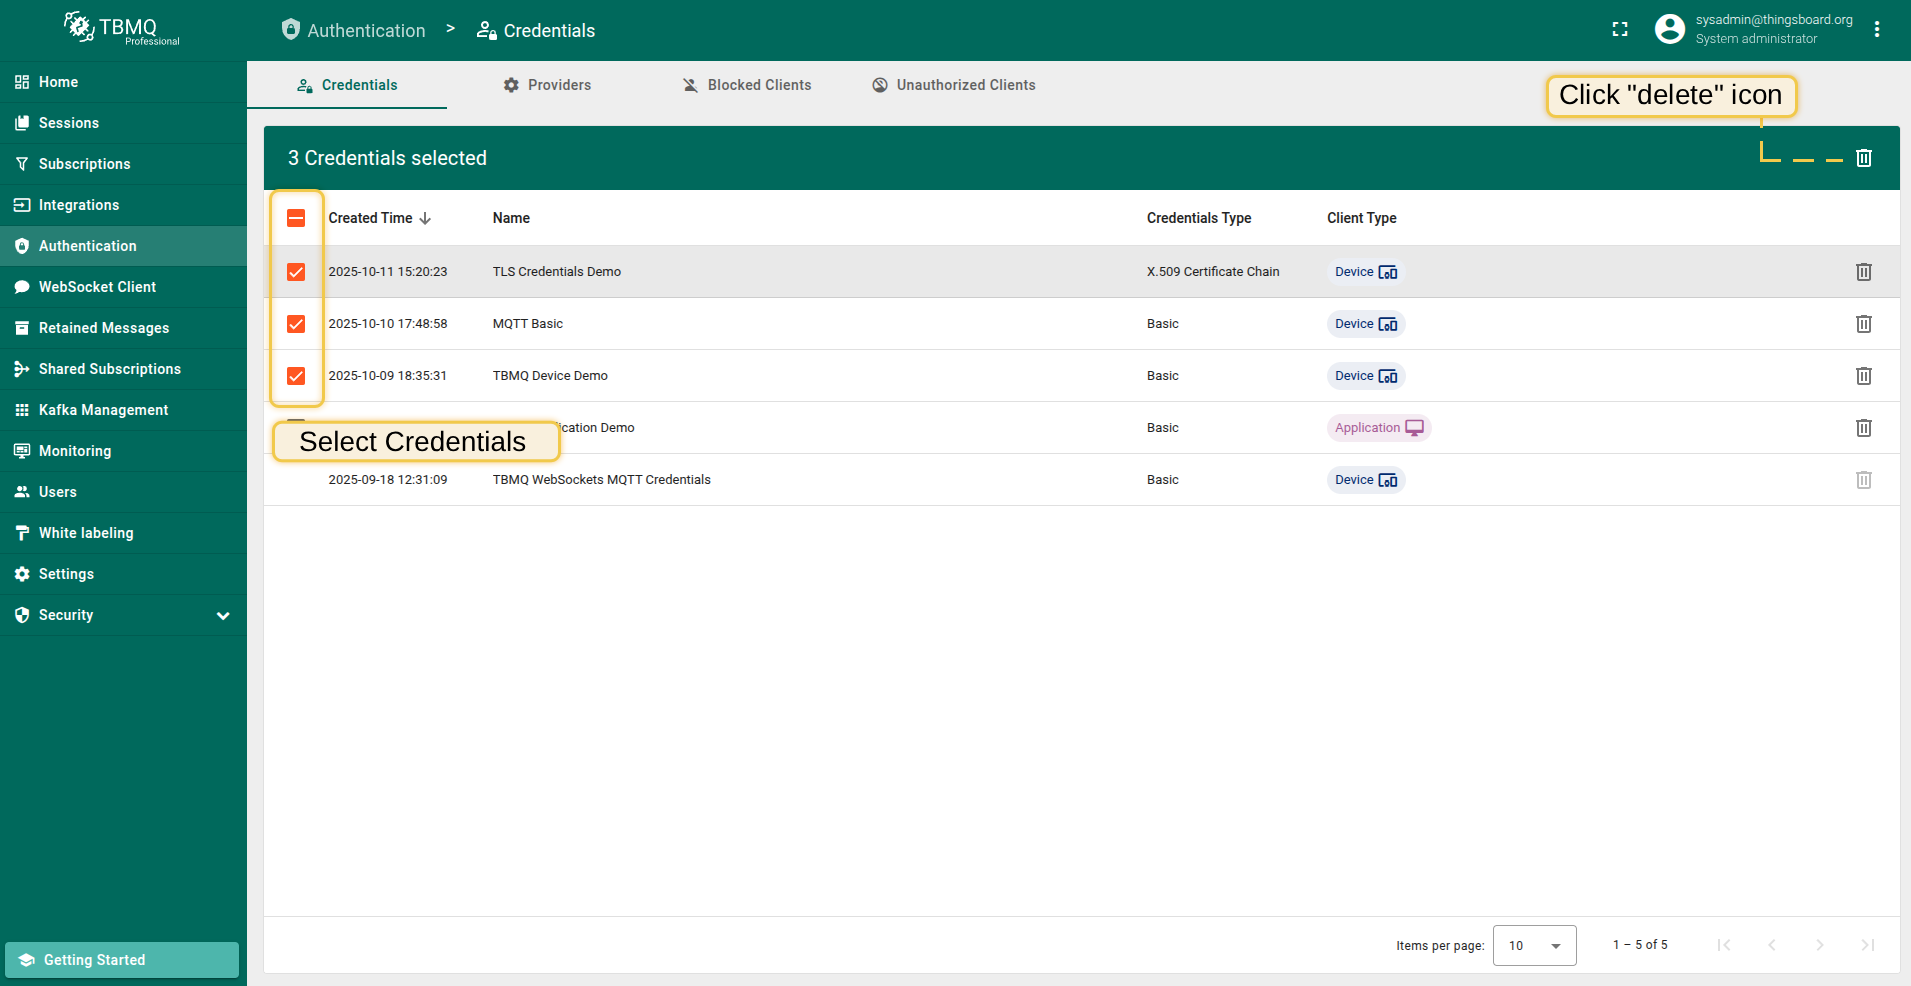 TBMQ
Professional
Authentication > Credentials
sysadmin@thingsboard.org
System administrator
Home
Sessions
Subscriptions
Integrations
Authentication
WebSocket Client
Retained Messages
Shared Subscriptions
Kafka Management
Monitoring
Users
White labeling
Settings
Security
Getting Started
Credentials Providers Blocked Clients Unauthorized Clients
Click "delete" icon
3 Credentials selected
Created Time Name Credentials Type Client Type
2025-10-11 15:20:23 TLS Credentials Demo X.509 Certificate Chain Device
2025-10-10 17:48:58 MQTT Basic Basic Device
2025-10-09 18:35:31 TBMQ Device Demo Basic Device
Demo Basic Application
Select Credentials
2025-09-18 12:31:09 TBMQ WebSockets MQTT Credentials Basic Device
Items per page: 10 1 – 5 of 5